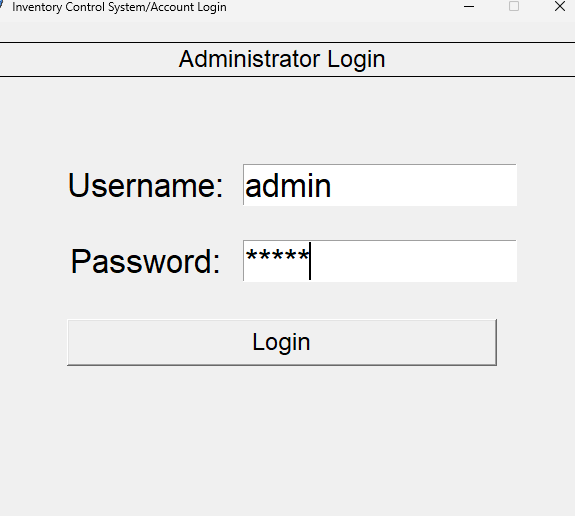 Inventory Control System/Account Login
Administrator Login
Username: admin
Password: *****
Login